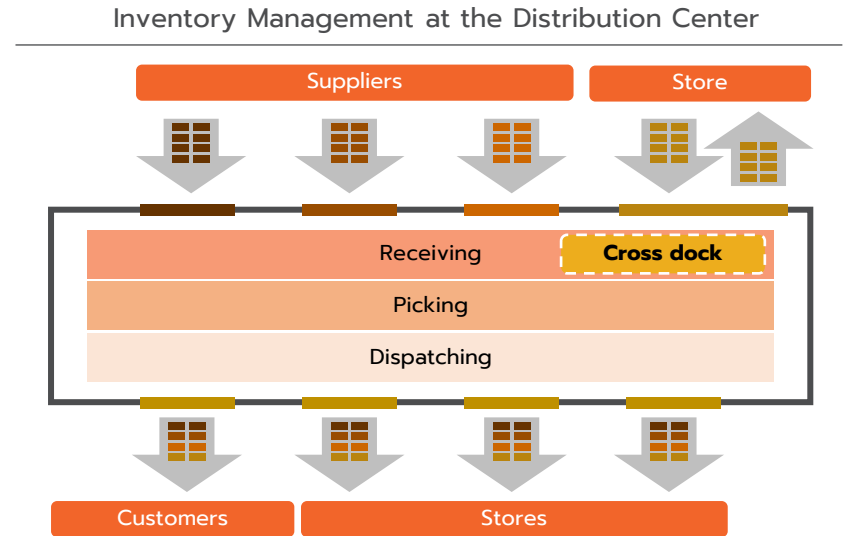 Inventory Management at the Distribution Center
Suppliers
Store
Receiving
Cross dock
Picking
Dispatching
Customers
Stores